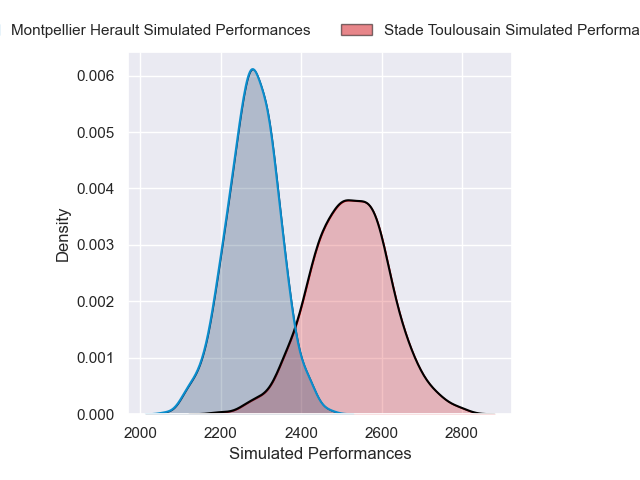 Montpellier Herault Simulated Performances
Stade Toulousain Simulated Performa
0.006
0.005
0.004
0.003
0.002
0.001
0.000
Density
2000 2200 2400 2600 2800
Simulated Performances